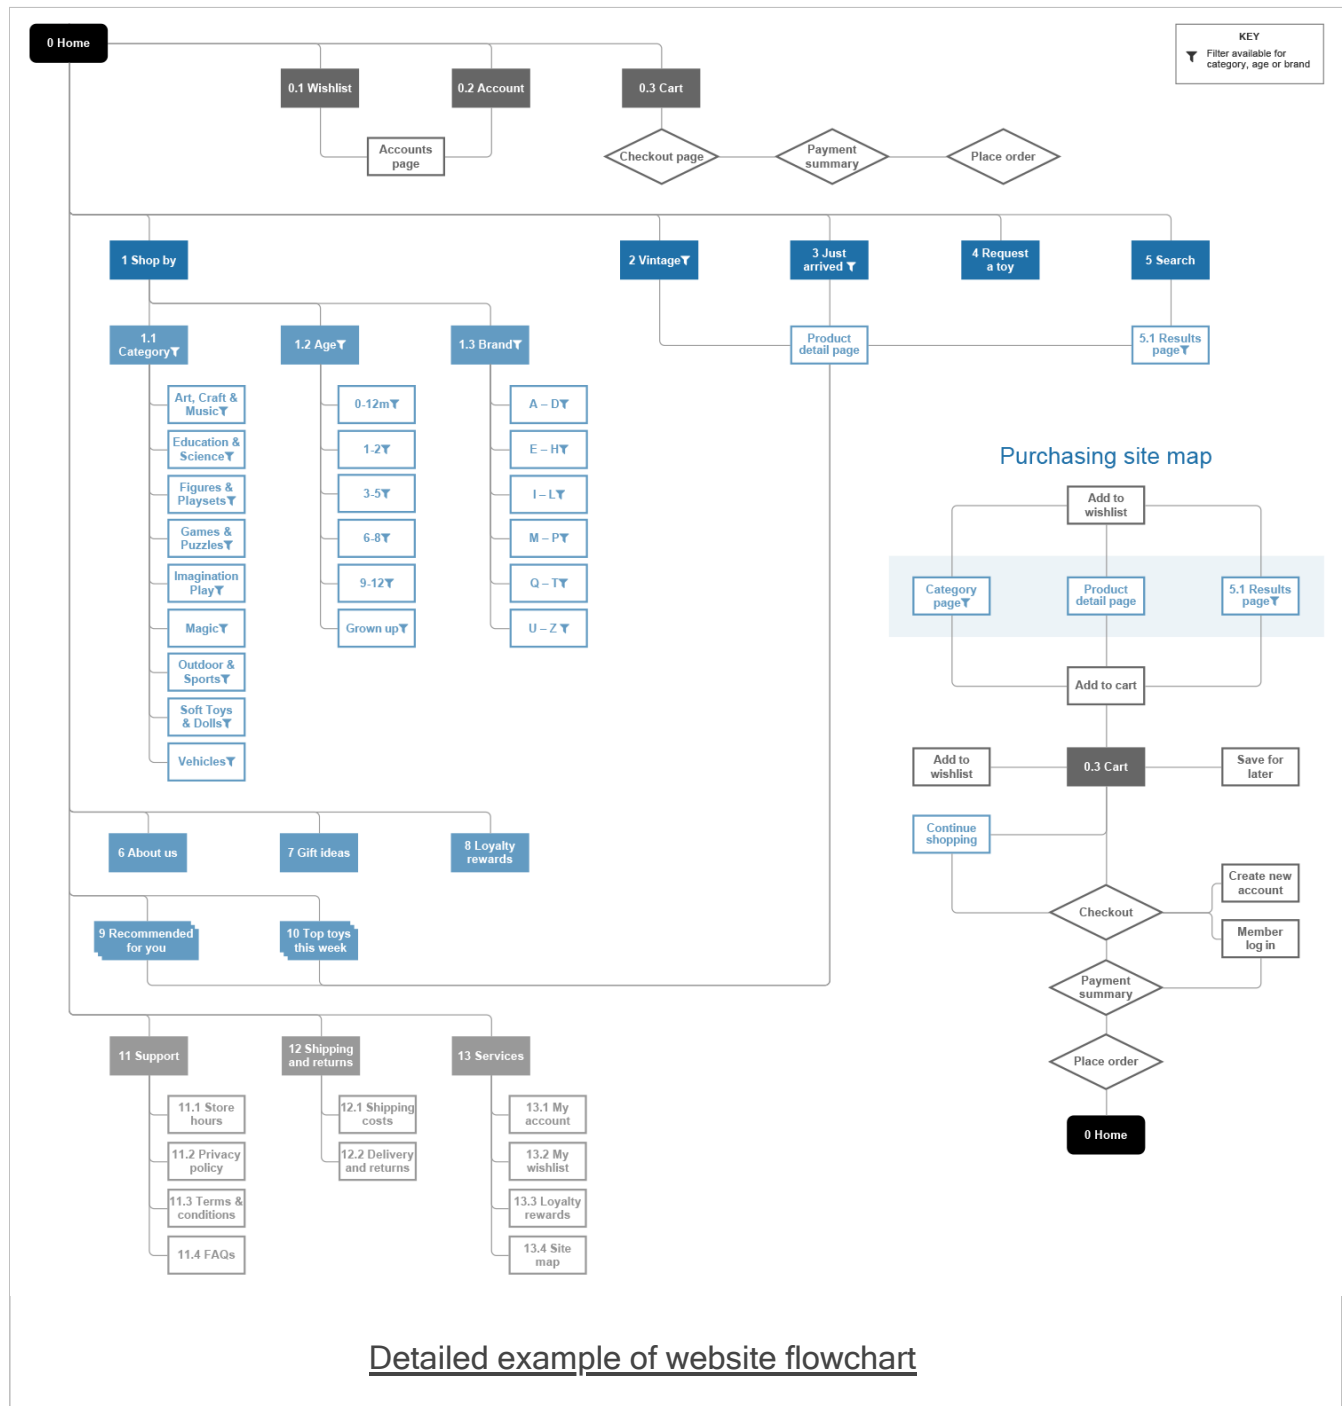 0 Home
KEY
Filter available for
category, age or brand
0.1 Wishlist
0.2 Account
0.3 Cart
Accounts
page
Checkout page
Payment
summary
Place order
1 Shop by
2 Vintage
3 Just
arrived
4 Request
a toy
5 Search
1.1
Category
1.2 Age
1.3 Brand
Product
detail page
5.1 Results
page
Art, Craft &
Music
Education &
Science
Figures &
Playsets
Games &
Puzzles
Imagination
Play
Magic
Outdoor &
Sports
Soft Toys
& Dolls
Vehicles
0-12m
1-2
3-5
6-8
9-12
Grown up
A – D
E – H
I – L
M – P
Q – T
U – Z
Purchasing site map
Add to
wishlist
Category
page
Product
detail page
5.1 Results
page
Add to cart
Add to
wishlist
0.3 Cart
Save for
later
Continue
shopping
Checkout
Create new
account
Member
log in
Payment
summary
Place order
0 Home
6 About us
7 Gift ideas
8 Loyalty
rewards
9 Recommended
for you
10 Top toys
this week
11 Support
12 Shipping
and returns
13 Services
11.1 Store
hours
11.2 Privacy
policy
11.3 Terms &
conditions
11.4 FAQs
12.1 Shipping
costs
12.2 Delivery
and returns
13.1 My
account
13.2 My
wishlist
13.3 Loyalty
rewards
13.4 Site
map
Detailed example of website flowchart